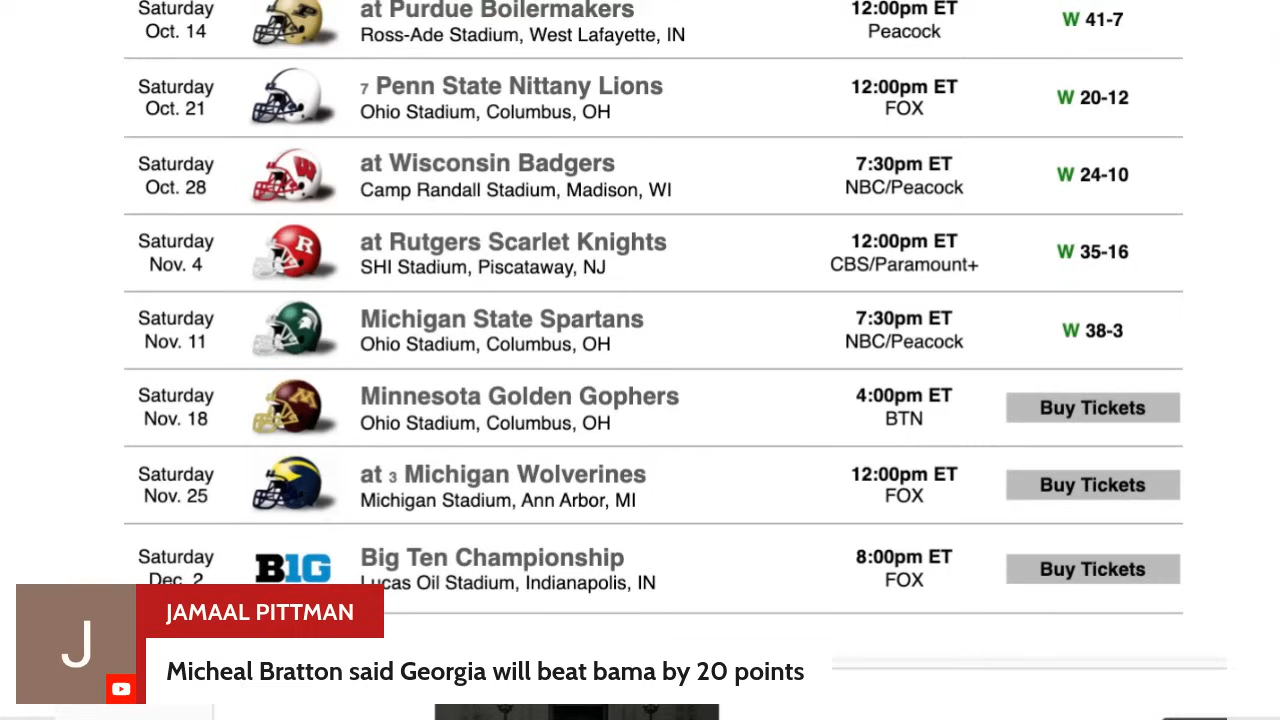 Saturday
Oct. 14
at Purdue Boilermakers
Ross-Ade Stadium, West Lafayette, IN
12:00pm ET
Peacock
W 41-7
Saturday
Oct. 21
7 Penn State Nittany Lions
Ohio Stadium, Columbus, OH
12:00pm ET
FOX
W 20-12
Saturday
Oct. 28
at Wisconsin Badgers
Camp Randall Stadium, Madison, WI
7:30pm ET
NBC/Peacock
W 24-10
Saturday
Nov. 4
R
at Rutgers Scarlet Knights
SHI Stadium, Piscataway, NJ
12:00pm ET
CBS/Paramount+
W 35-16
Saturday
Nov. 11
Michigan State Spartans
Ohio Stadium, Columbus, OH
7:30pm ET
NBC/Peacock
W 38-3
Saturday
Nov. 18
M
Minnesota Golden Gophers
Ohio Stadium, Columbus, OH
4:00pm ET
BTN
Buy Tickets
Saturday
Nov. 25
at 3 Michigan Wolverines
Michigan Stadium, Ann Arbor, MI
12:00pm ET
FOX
Buy Tickets
Saturday
Dec. 2
B1G
Big Ten Championship
Lucas Oil Stadium, Indianapolis, IN
8:00pm ET
FOX
Buy Tickets
J
JAMAAL PITTMAN
Micheal Bratton said Georgia will beat bama by 20 points